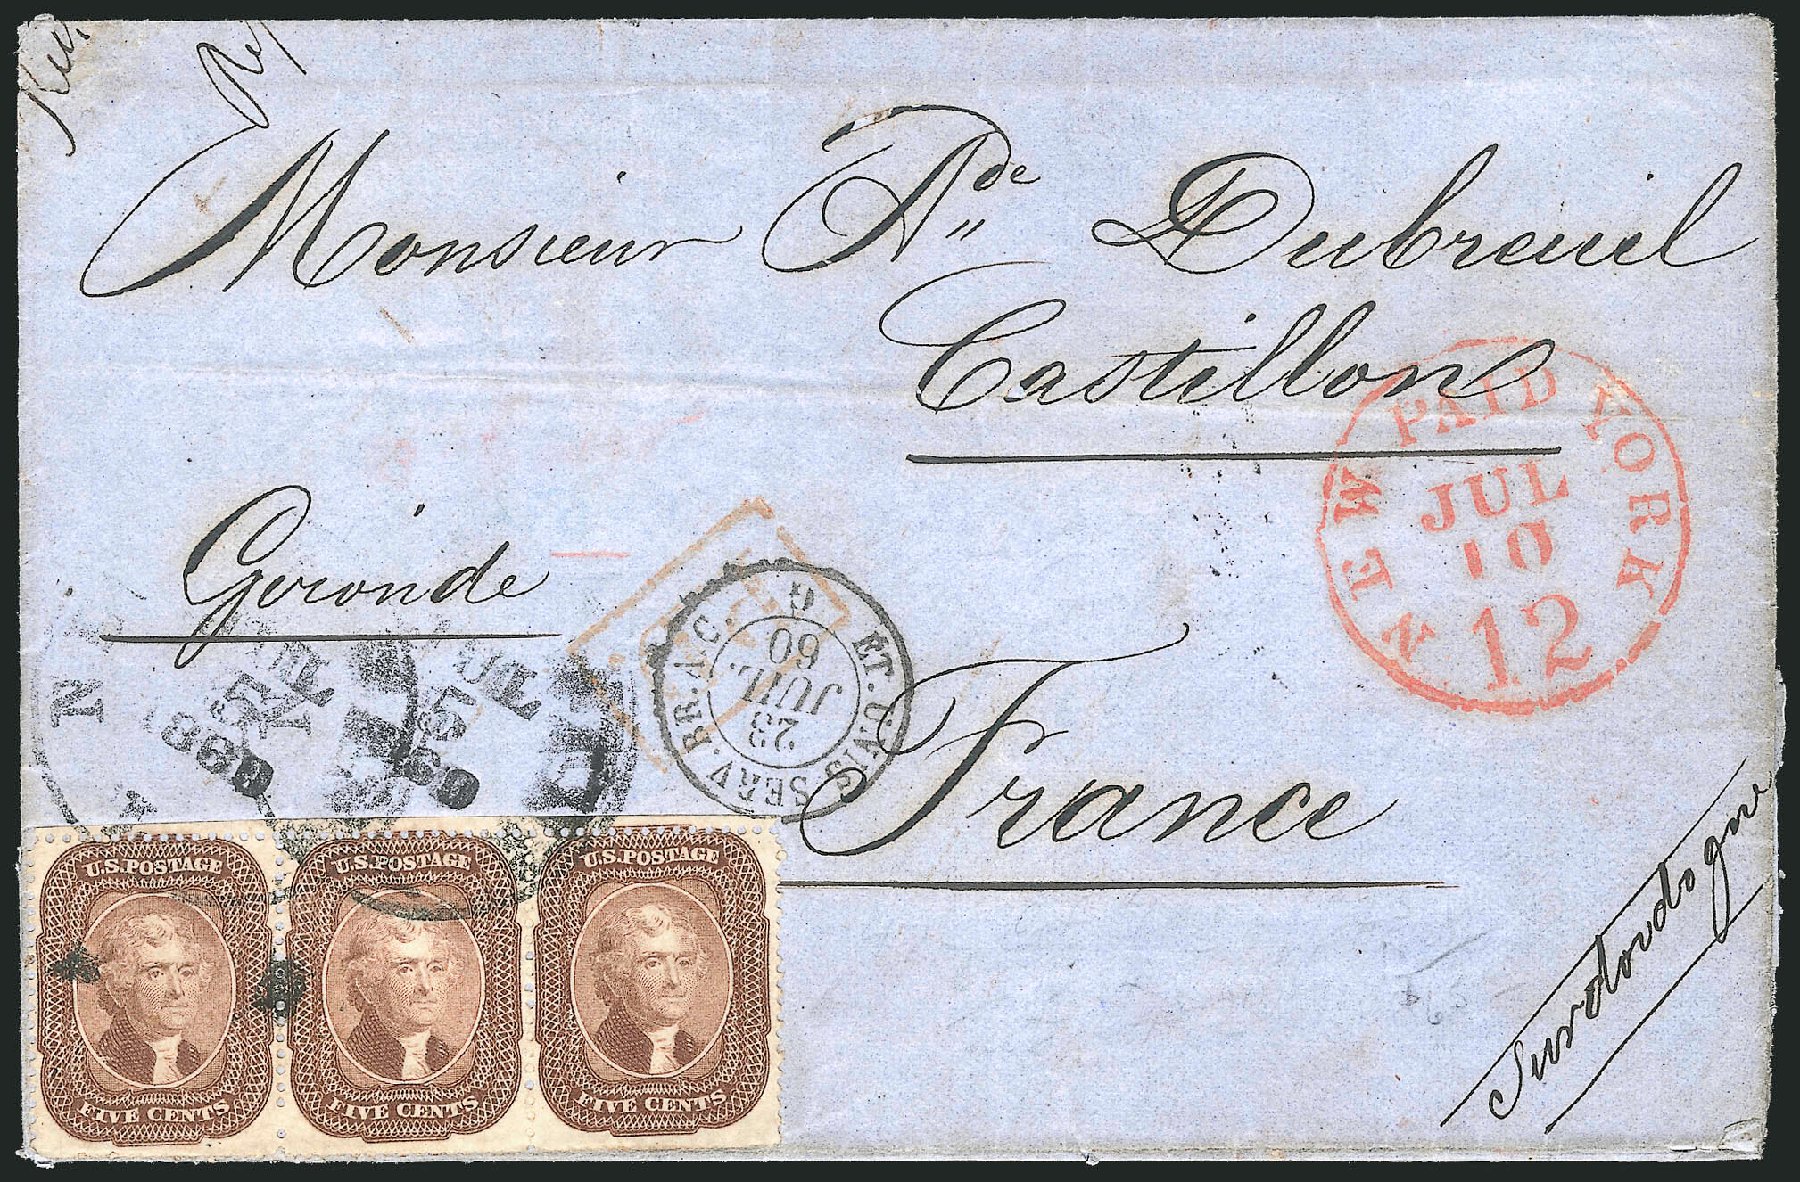 Monsieur Ade Dubreuil
Castillon
Gironde
France
Surdoudogne
NEW PAID YORK
JUL
10
12
SERV. BR. A. C. ET. UNIS
23
JUIL.
60
U.S. POSTAGE
FIVE CENTS
U.S. POSTAGE
FIVE CENTS
U.S. POSTAGE
FIVE CENTS